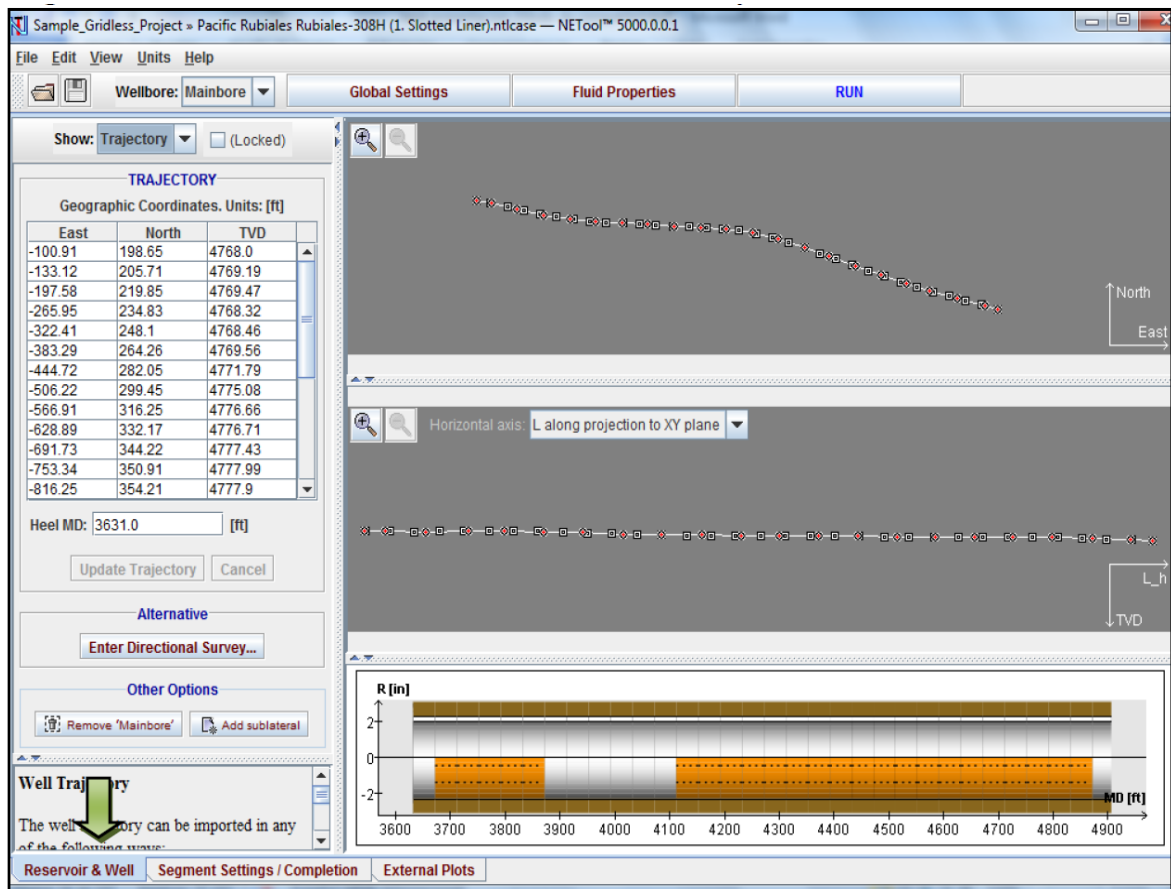 Sample_Gridless_Project » Pacific Rubiales Rubiales-308H (1. Slotted Liner).ntlcase — NETool™ 5000.0.0.1
File Edit View Units Help
Wellbore: Mainbore Global Settings Fluid Properties RUN
Show: Trajectory (Locked)
TRAJECTORY
Geographic Coordinates. Units: [ft]
East North TVD
-100.91 198.65 4768.0
-133.12 205.71 4769.19
-197.58 219.85 4769.47
-265.95 234.83 4768.32
-322.41 248.1 4768.46
-383.29 264.26 4769.56
-444.72 282.05 4771.79
-506.22 299.45 4775.08
-566.91 316.25 4776.66
-628.89 332.17 4776.71
-691.73 344.22 4777.43
-753.34 350.91 4777.99
-816.25 354.21 4777.9
Heel MD: 3631.0 [ft]
Update Trajectory Cancel
Alternative
Enter Directional Survey...
Other Options
Remove 'Mainbore' Add sublateral
Well
The well can be imported in any
of the following ways:
North
East
Horizontal axis: L along projection to XY plane
L_h
TVD
R [in]
2
0
-2
MD [ft]
3600 3700 3800 3900 4000 4100 4200 4300 4400 4500 4600 4700 4800 4900
Reservoir & Well Segment Settings / Completion External Plots